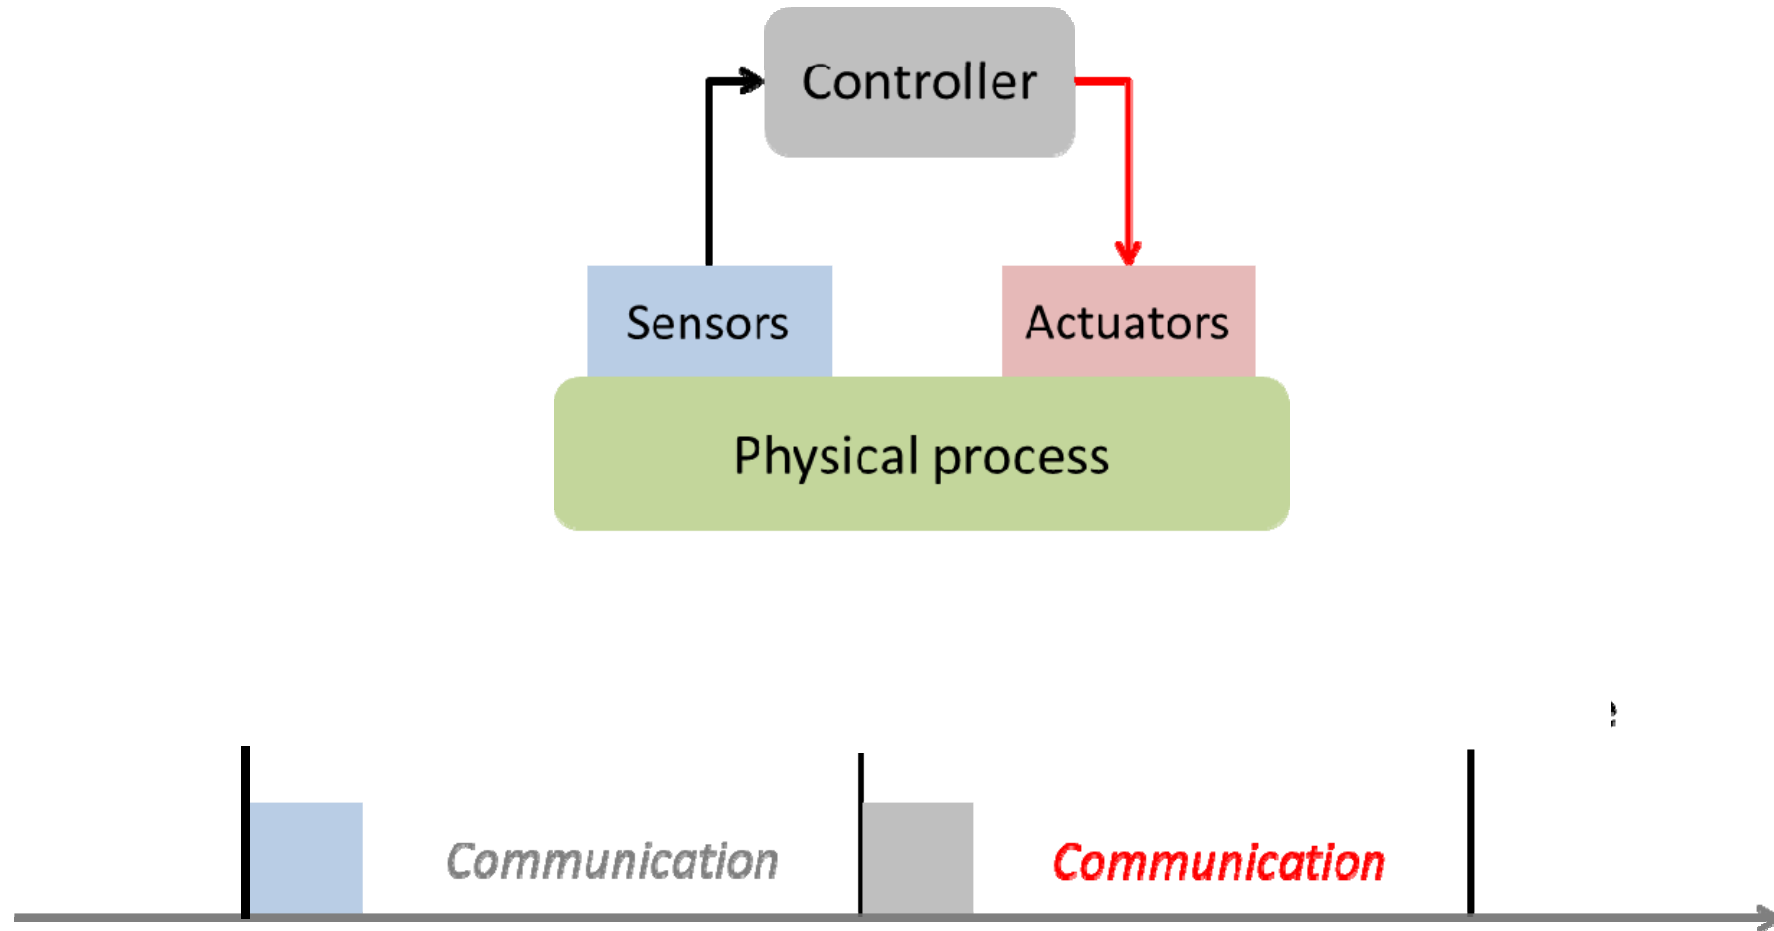 Controller
Sensors
Actuators
Physical process
Communication
Communication